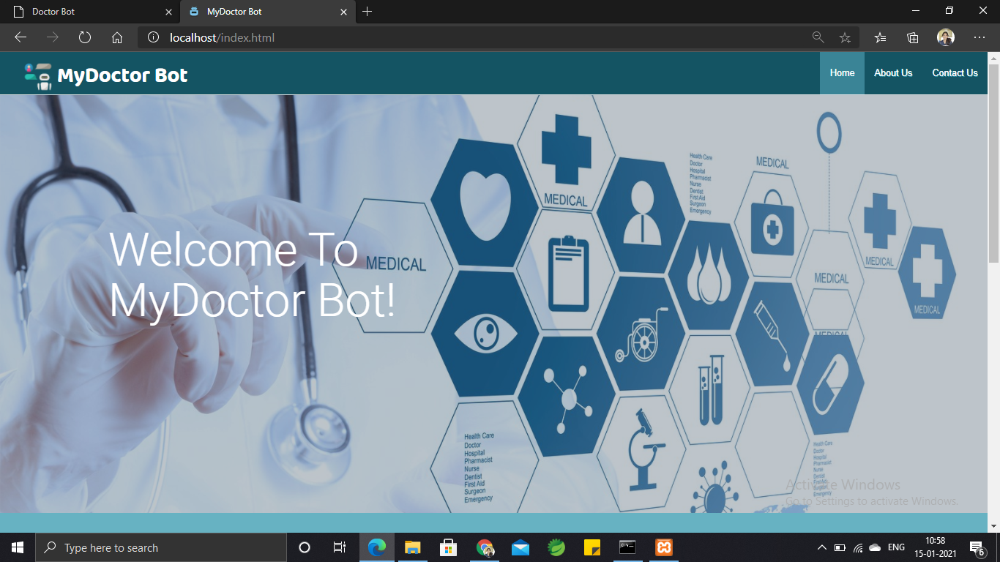 Doctor Bot
MyDoctor Bot
localhost/index.html
MyDoctor Bot
Home
About Us
Contact Us
Welcome To
MyDoctor Bot!
MEDICAL
MEDICAL
Health Care
Doctor
Hospital
Pharmacist
Nurse
Dentist
First Aid
Surgeon
Emergency
MEDICAL
MEDICAL
MEDICAL
MEDICAL
MEDICAL
Health Care
Doctor
Hospital
Pharmacist
Nurse
Dentist
First Aid
Surgeon
Emergency
Health Care
Doctor
Hospital
Pharmacist
Nurse
Dentist
First Aid
Surgeon
Emergency
Activate Windows
Go to Settings to activate Windows.
Type here to search
ENG
10:58
15-01-2021
6